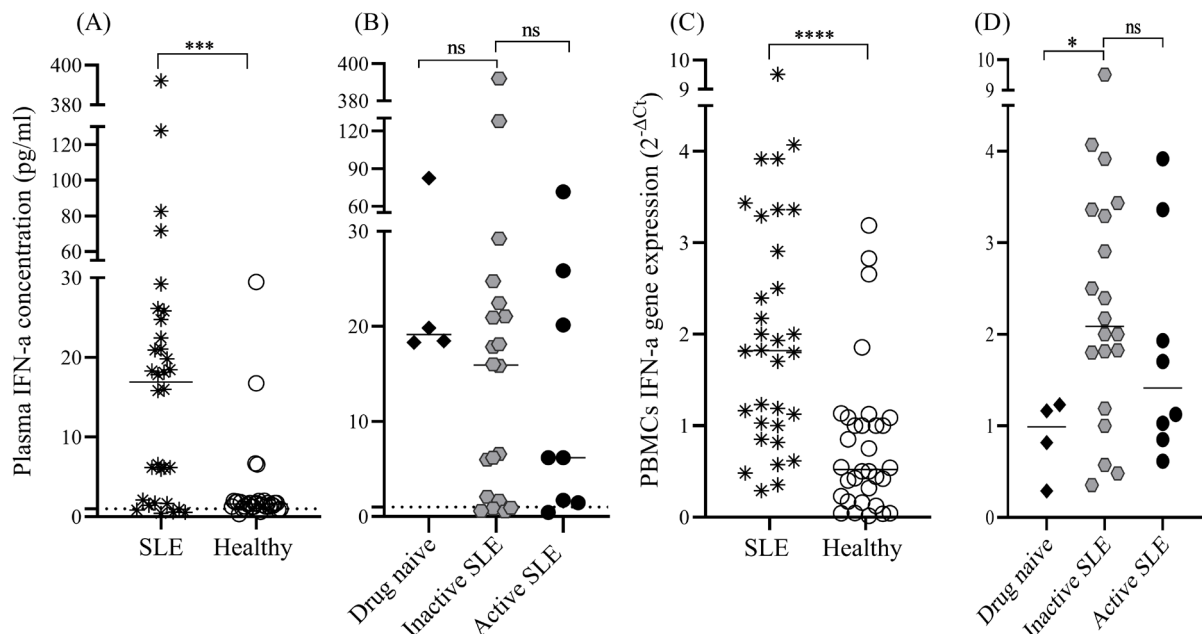 (A)
***
Plasma IFN-a concentration (pg/ml)
400
380
120
100
80
60
30
20
10
0
SLE
Healthy
(B)
ns
ns
400
380
120
90
60
30
20
10
0
Drug naive
Inactive SLE
Active SLE
(C)
****
PBMCs IFN-a gene expression (2^-ΔCt)
10
9
4
3
2
1
0
SLE
Healthy
(D)
*
ns
10
9
4
3
2
1
0
Drug naive
Inactive SLE
Active SLE